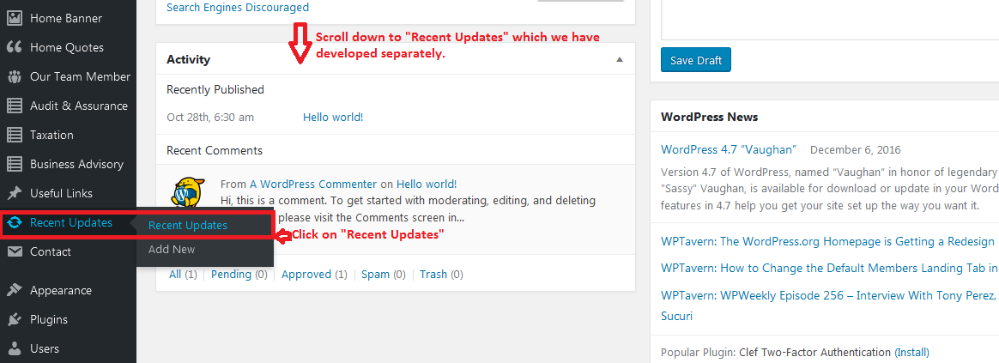 Home Banner
Home Quotes
Our Team Member
Audit & Assurance
Taxation
Business Advisory
Useful Links
Recent Updates
Contact
Appearance
Plugins
Users
Recent Updates
Add New
Search Engines Discouraged
Scroll down to "Recent Updates" which we have
developed separately.
Activity
Recently Published
Oct 28th, 6:30 am Hello world!
Recent Comments
From A WordPress Commenter on Hello world!
Hi, this is a comment. To get started with moderating, editing, and deleting
please visit the Comments screen in...
Click on "Recent Updates"
All (1) Pending (0) Approved (1) Spam (0) Trash (0)
Save Draft
WordPress News
WordPress 4.7 “Vaughan” December 6, 2016
Version 4.7 of WordPress, named “Vaughan” in honor of legendary
"Sassy" Vaughan, is available for download or update in your Word
features in 4.7 help you get your site set up the way you want it.
WPTavern: The WordPress.org Homepage is Getting a Redesign
WPTavern: How to Change the Default Members Landing Tab in
WPTavern: WPWeekly Episode 256 – Interview With Tony Perez,
Sucuri
Popular Plugin: Clef Two-Factor Authentication (Install)